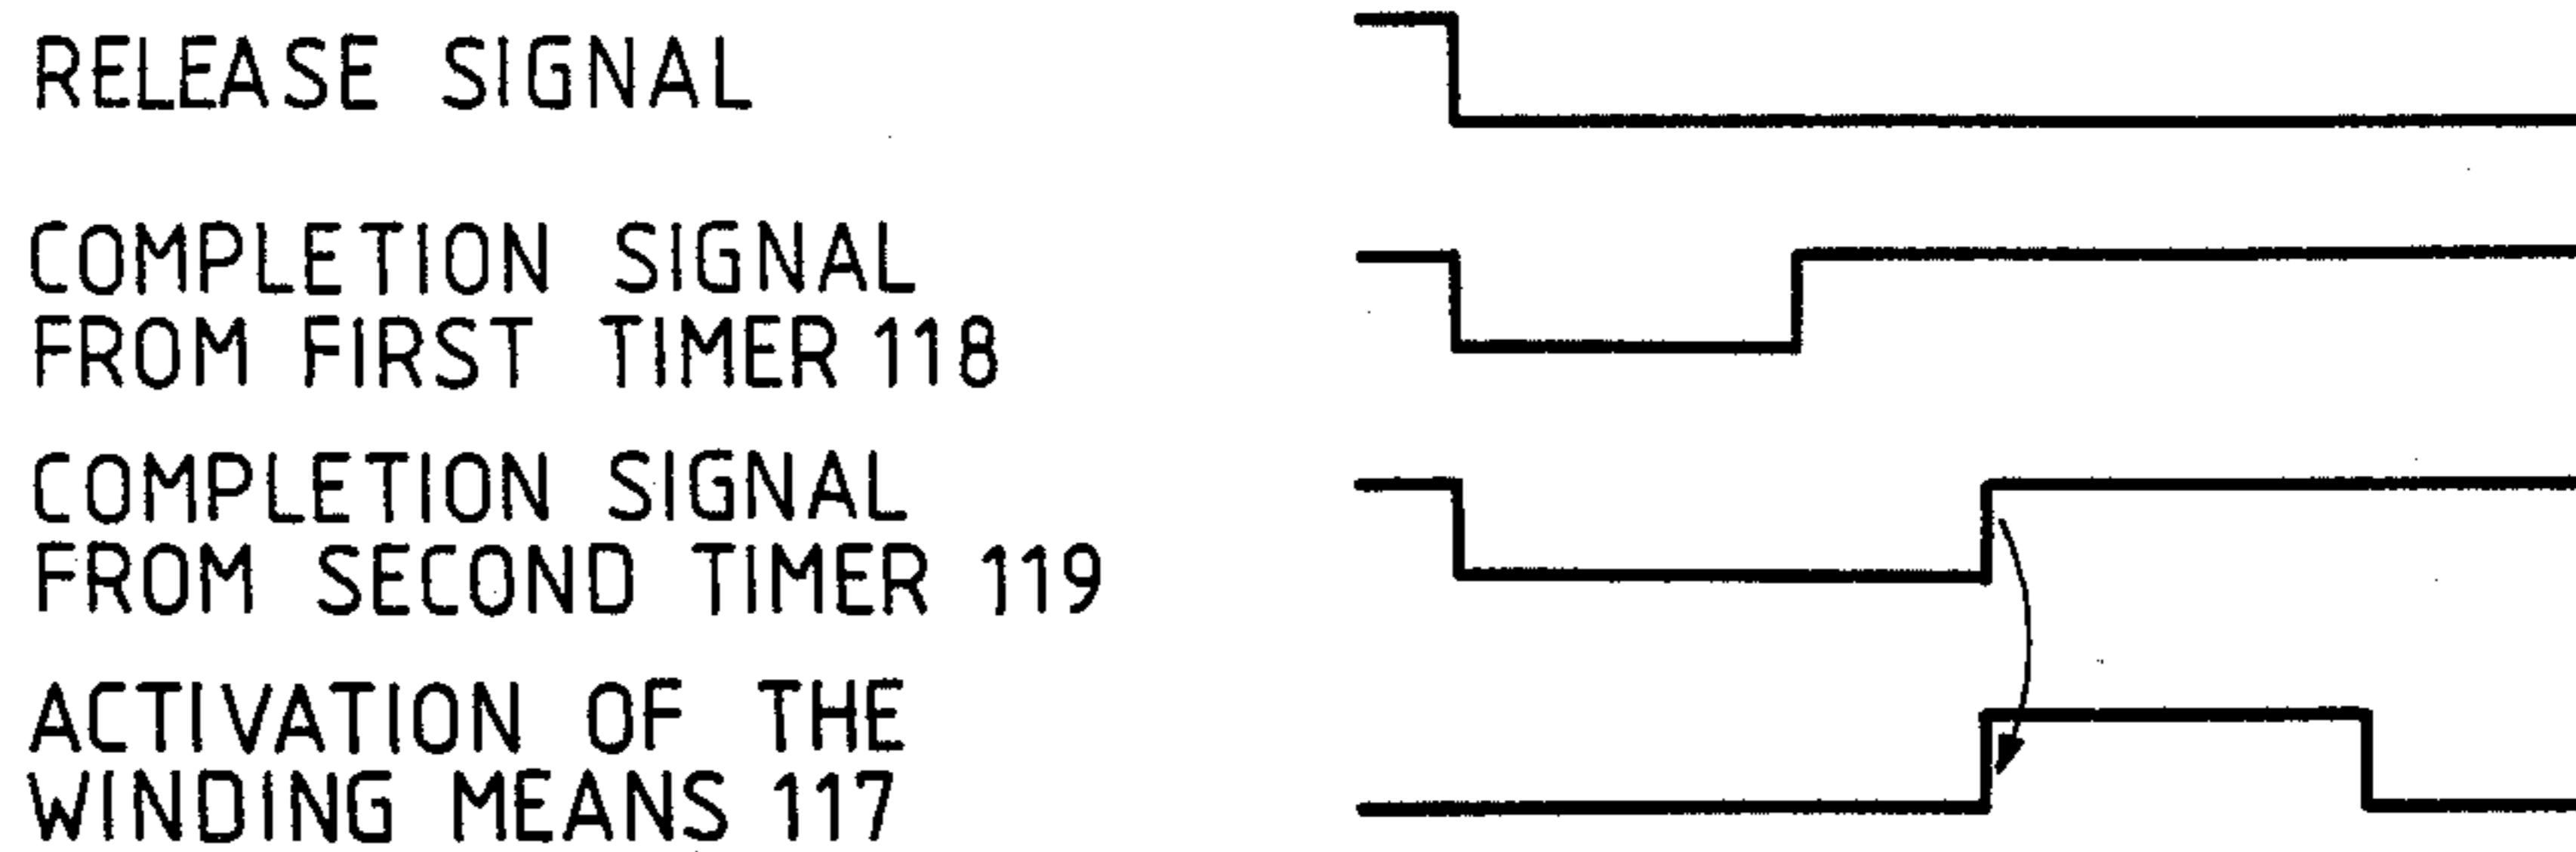 RELEASE SIGNAL
COMPLETION SIGNAL
FROM FIRST TIMER 118
COMPLETION SIGNAL
FROM SECOND TIMER 119
ACTIVATION OF THE
WINDING MEANS 117